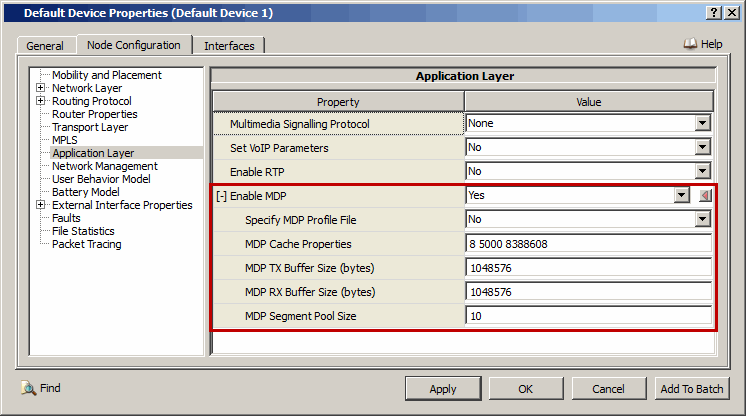 Default Device Properties (Default Device 1)
General Node Configuration Interfaces Help
Mobility and Placement
Network Layer
Routing Protocol
Router Properties
Transport Layer
MPLS
Application Layer
Network Management
User Behavior Model
Battery Model
External Interface Properties
Faults
File Statistics
Packet Tracing
Application Layer
Property Value
Multimedia Signalling Protocol None
Set VoIP Parameters No
Enable RTP No
[-] Enable MDP Yes
Specify MDP Profile File No
MDP Cache Properties 8 5000 8388608
MDP TX Buffer Size (bytes) 1048576
MDP RX Buffer Size (bytes) 1048576
MDP Segment Pool Size 10
Find Apply OK Cancel Add To Batch